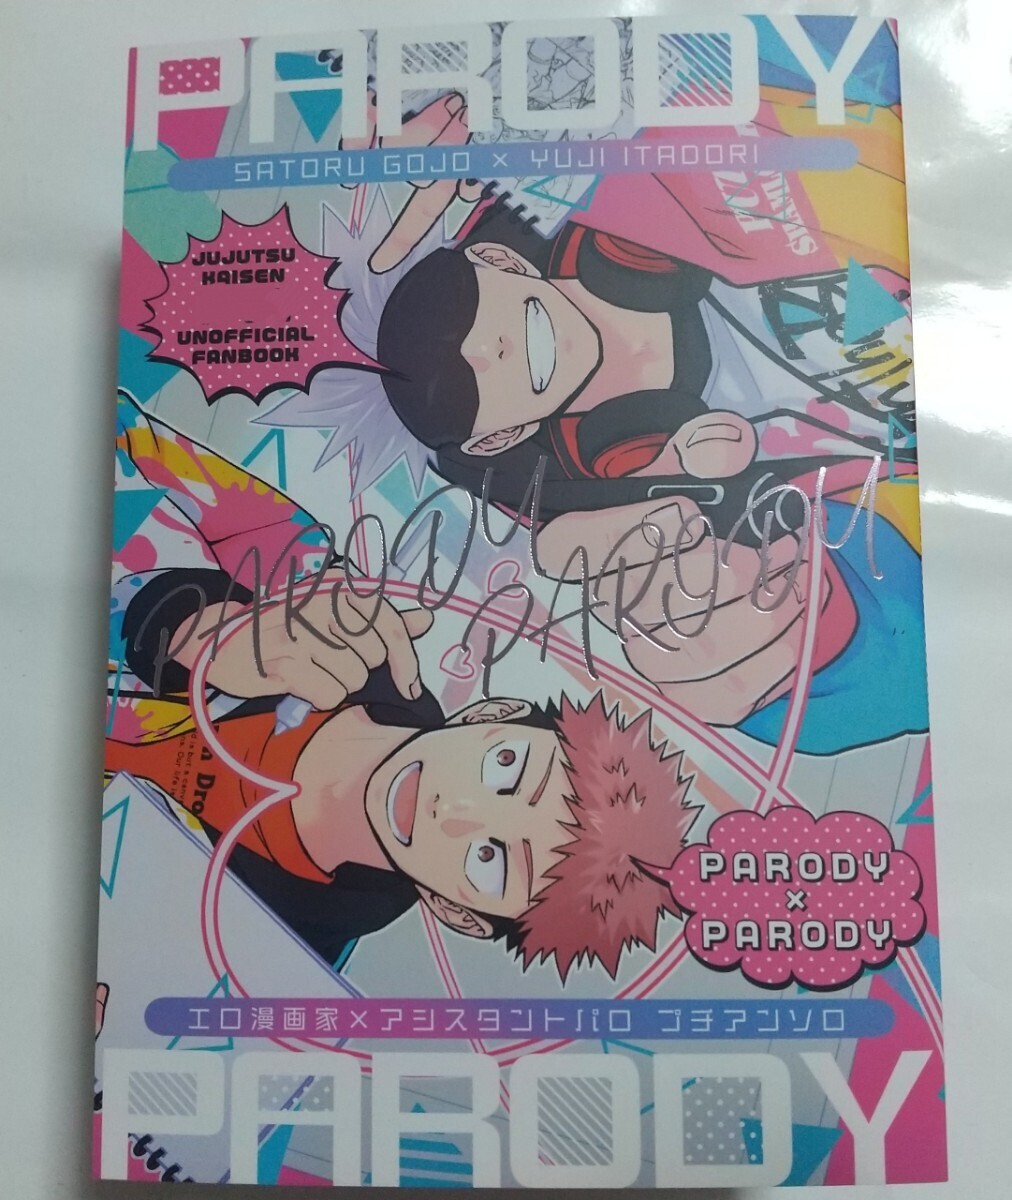 PARODY
SATORU GOJO × YUJI ITADORI
JUJUTSU
KAISEN
UNOFFICIAL
FANBOOK
PARODY
PARODY
PARODY
×
PARODY
エロ漫画家×アシスタントパロ プチアンソロ
PARODY